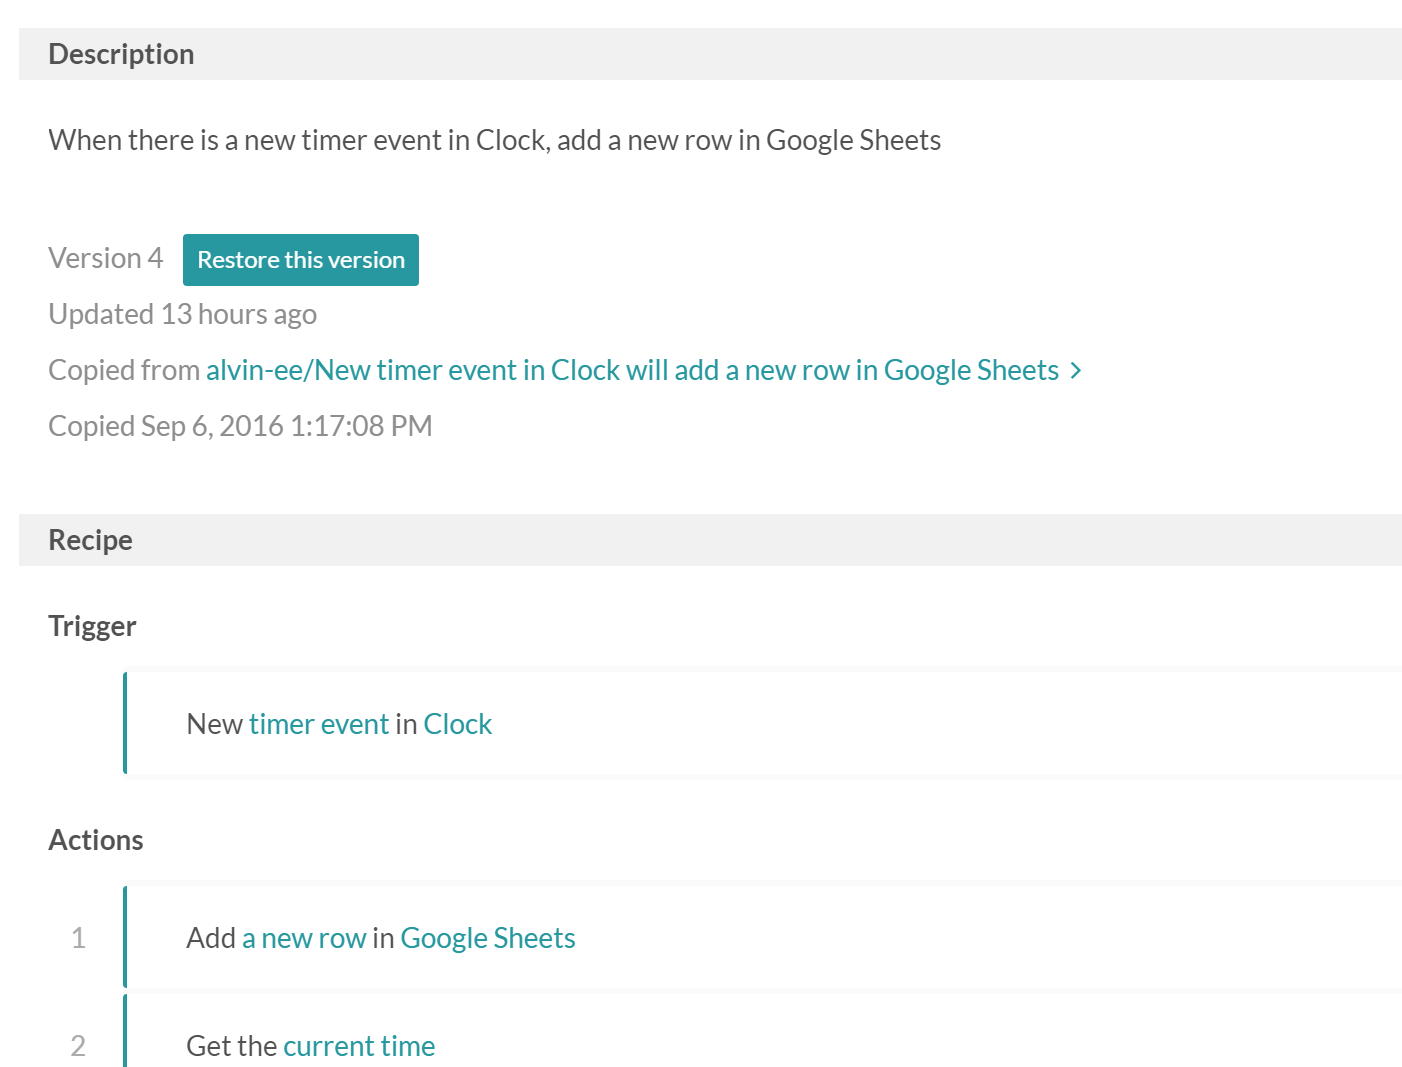 Description
When there is a new timer event in Clock, add a new row in Google Sheets
Version 4 Restore this version
Updated 13 hours ago
Copied from alvin-ee/New timer event in Clock will add a new row in Google Sheets >
Copied Sep 6, 2016 1:17:08 PM
Recipe
Trigger
New timer event in Clock
Actions
1 Add a new row in Google Sheets
2 Get the current time